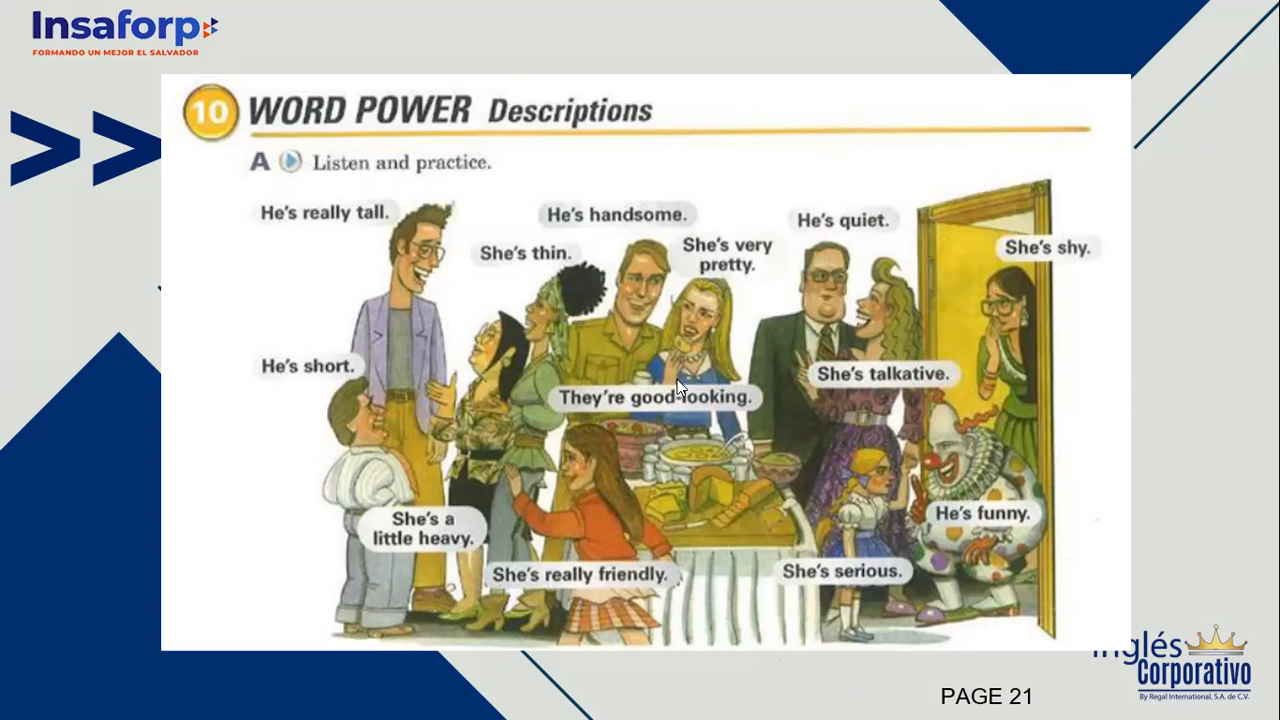 Insaforp
FORMANDO UN MEJOR EL SALVADOR
10 WORD POWER Descriptions
A Listen and practice.
He's really tall.
He's handsome.
He's quiet.
She's thin.
She's very
pretty.
She's shy.
He's short.
They're good-looking.
She's talkative.
She's a
little heavy.
He's funny.
She's really friendly.
She's serious.
Inglés
Corporativo
By Regal International, S.A. de C.V.
PAGE 21